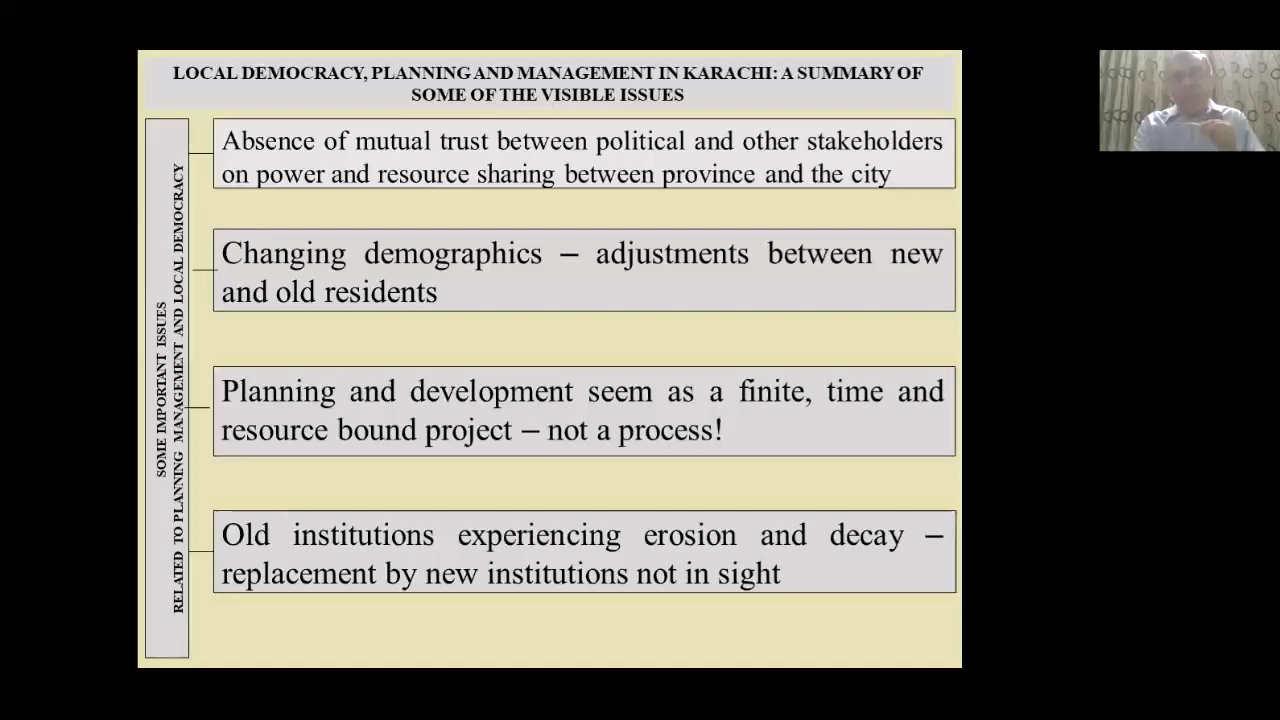 LOCAL DEMOCRACY, PLANNING AND MANAGEMENT IN KARACHI: A SUMMARY OF
SOME OF THE VISIBLE ISSUES
SOME IMPORTANT ISSUES
RELATED TO PLANNING MANAGEMENT AND LOCAL DEMOCRACY
Absence of mutual trust between political and other stakeholders
on power and resource sharing between province and the city
Changing demographics – adjustments between new
and old residents
Planning and development seem as a finite, time and
resource bound project – not a process!
Old institutions experiencing erosion and decay –
replacement by new institutions not in sight